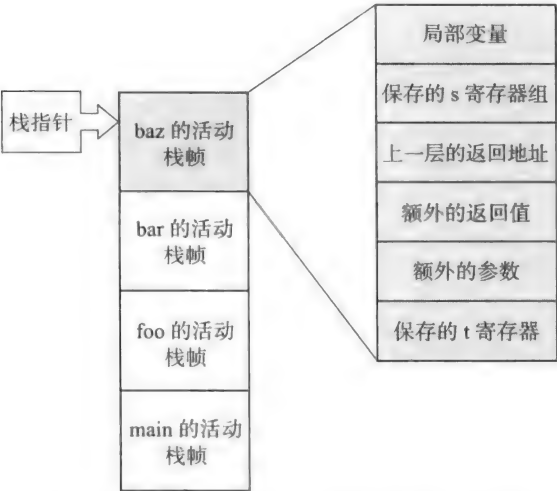 栈指针
baz 的活动
栈帧
bar 的活动
栈帧
foo 的活动
栈帧
main 的活动
栈帧
局部变量
保存的 s 寄存器组
上一层的返回地址
额外的返回值
额外的参数
保存的 t 寄存器